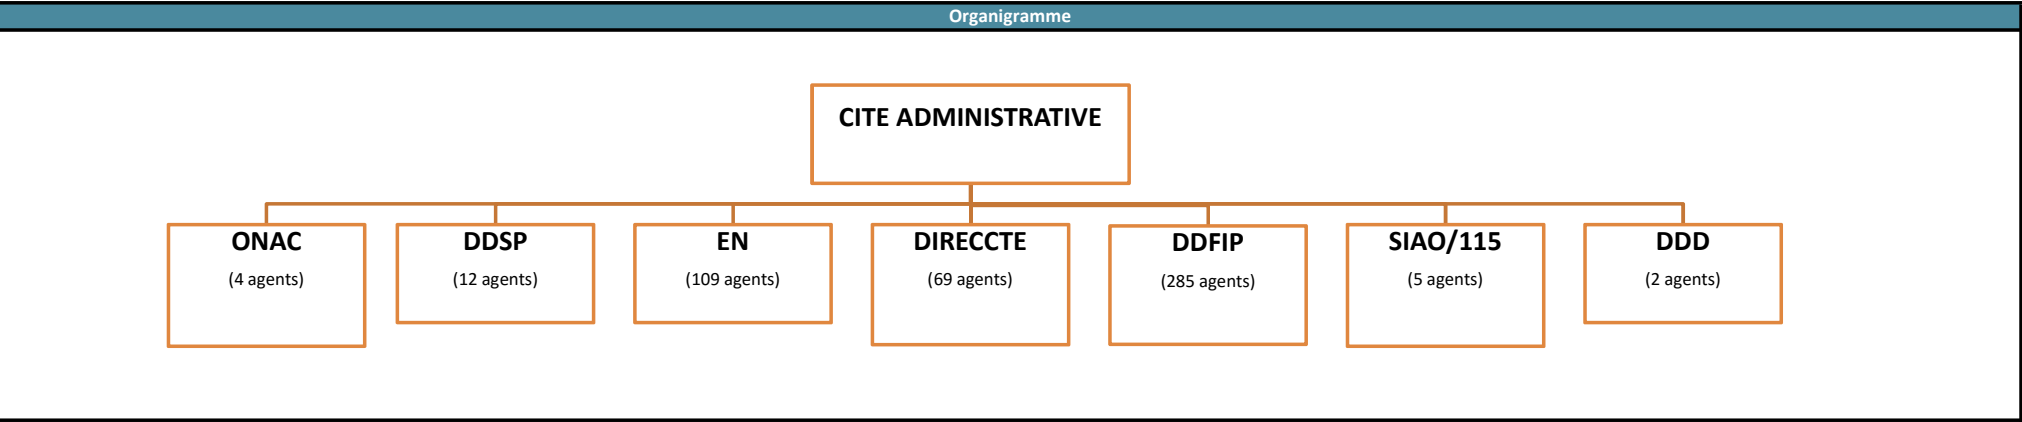 Organigramme
CITE ADMINISTRATIVE
ONAC
(4 agents)
DDSP
(12 agents)
EN
(109 agents)
DIRECCTE
(69 agents)
DDFIP
(285 agents)
SIAO/115
(5 agents)
DDD
(2 agents)